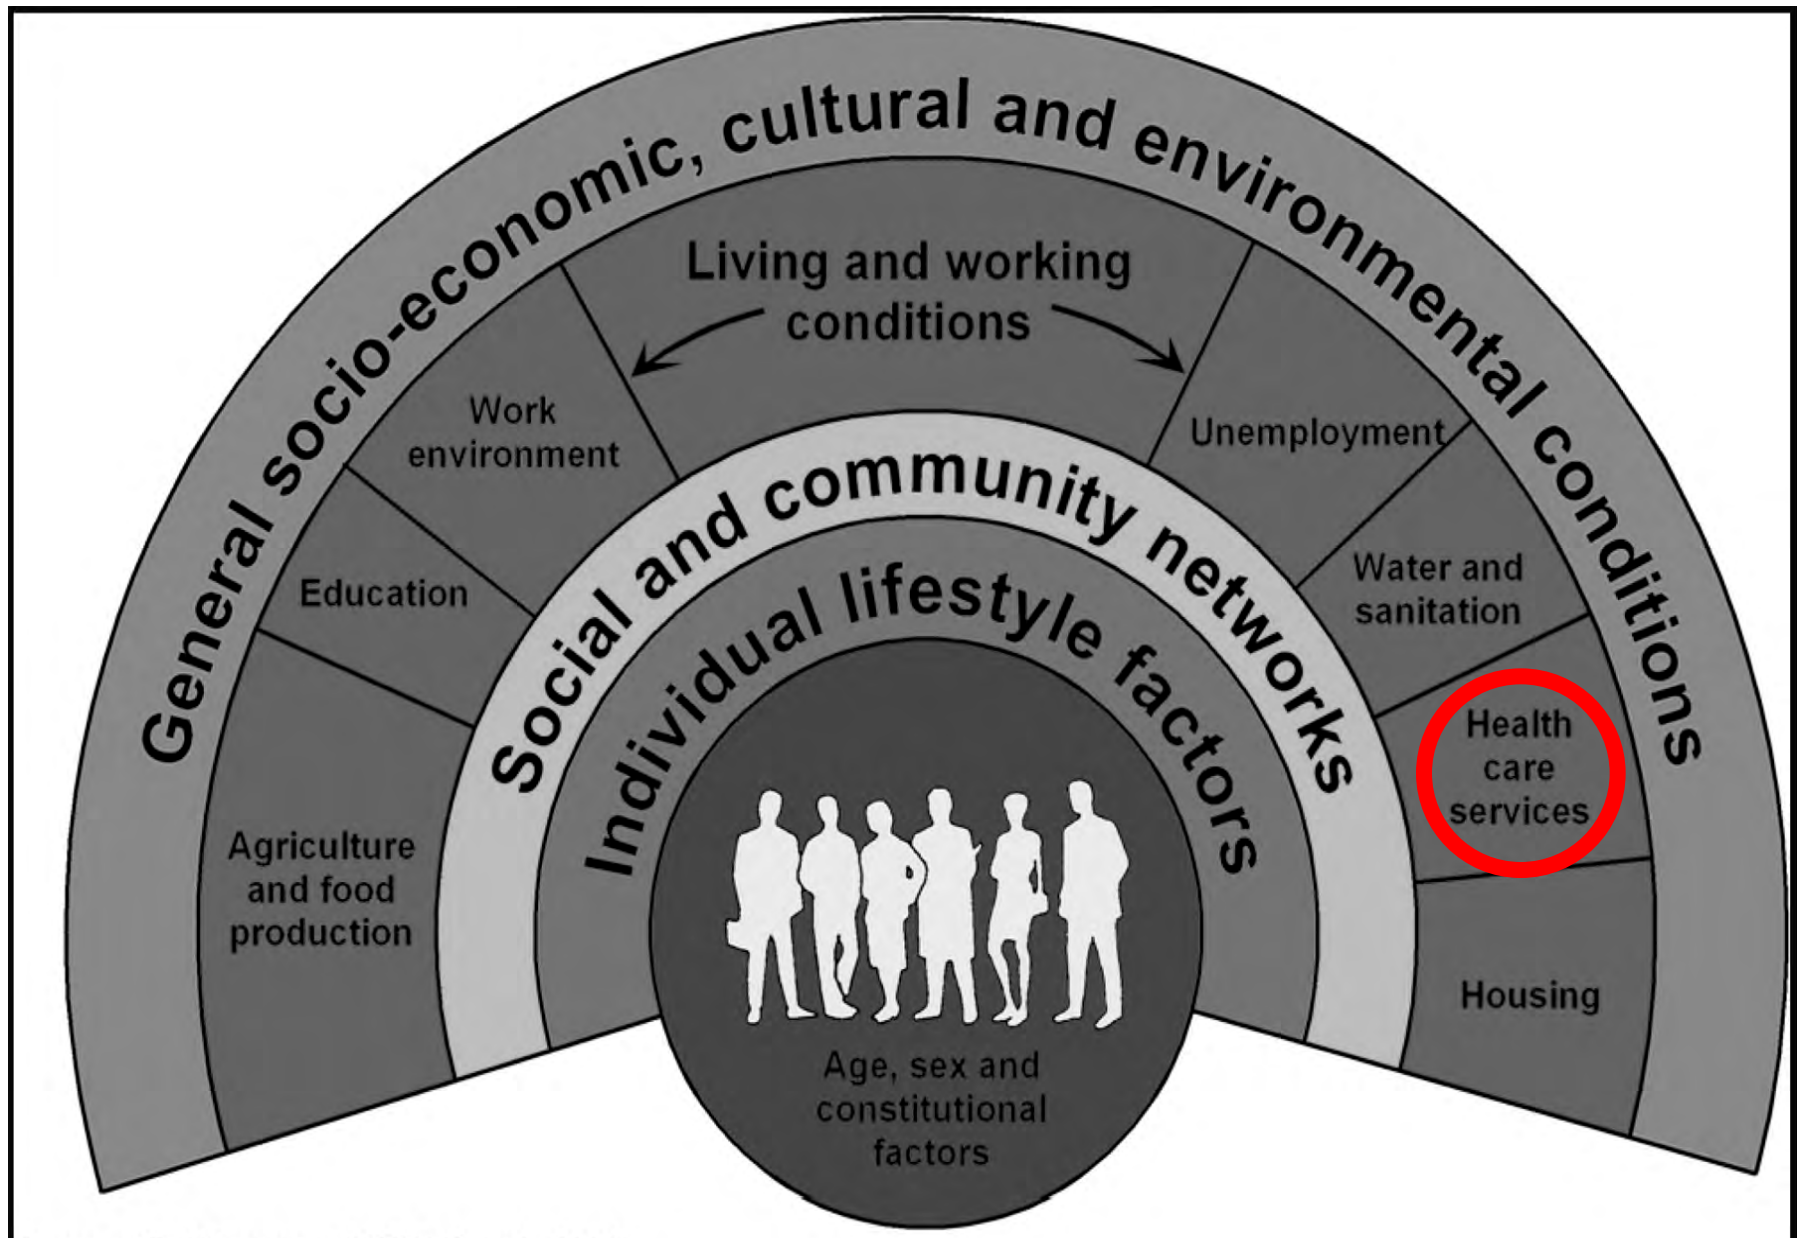 General socio-economic, cultural and environmental conditions
Living and working
conditions
Work
environment
Unemployment
Education
Water and
sanitation
Agriculture
and food
production
Health
care
services
Housing
Social and community networks
Individual lifestyle factors
Age, sex and
constitutional
factors